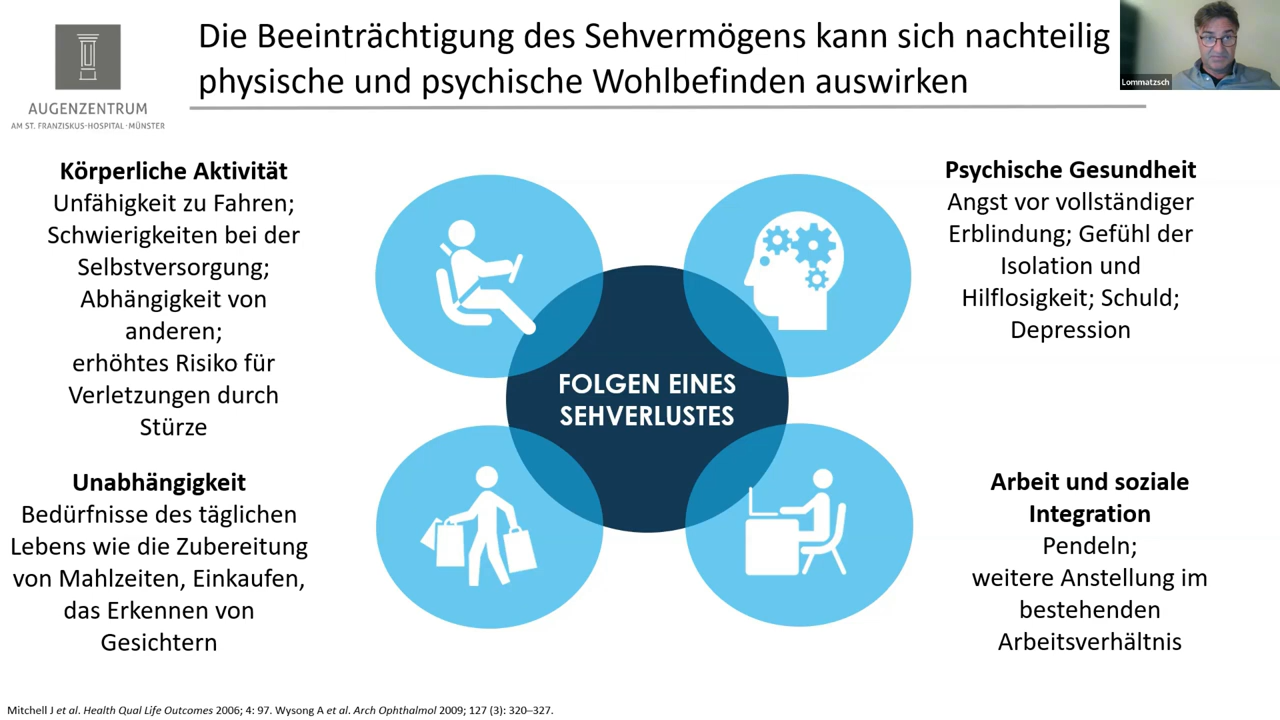 Die Beeinträchtigung des Sehvermögens kann sich nachteilig
physische und psychische Wohlbefinden auswirken
Lommatzsch
AUGENZENTRUM
AM ST. FRANZISKUS-HOSPITAL·MÜNSTER
Körperliche Aktivität
Unfähigkeit zu Fahren;
Schwierigkeiten bei der
Selbstversorgung;
Abhängigkeit von
anderen;
erhöhtes Risiko für
Verletzungen durch
Stürze
Psychische Gesundheit
Angst vor vollständiger
Erblindung; Gefühl der
Isolation und
Hilflosigkeit; Schuld;
Depression
FOLGEN EINES
SEHVERLUSTES
Unabhängigkeit
Bedürfnisse des täglichen
Lebens wie die Zubereitung
von Mahlzeiten, Einkaufen,
das Erkennen von
Gesichtern
Arbeit und soziale
Integration
Pendeln;
weitere Anstellung im
bestehenden
Arbeitsverhältnis
Mitchell J et al. Health Qual Life Outcomes 2006; 4: 97. Wysong A et al. Arch Ophthalmol 2009; 127 (3): 320–327.